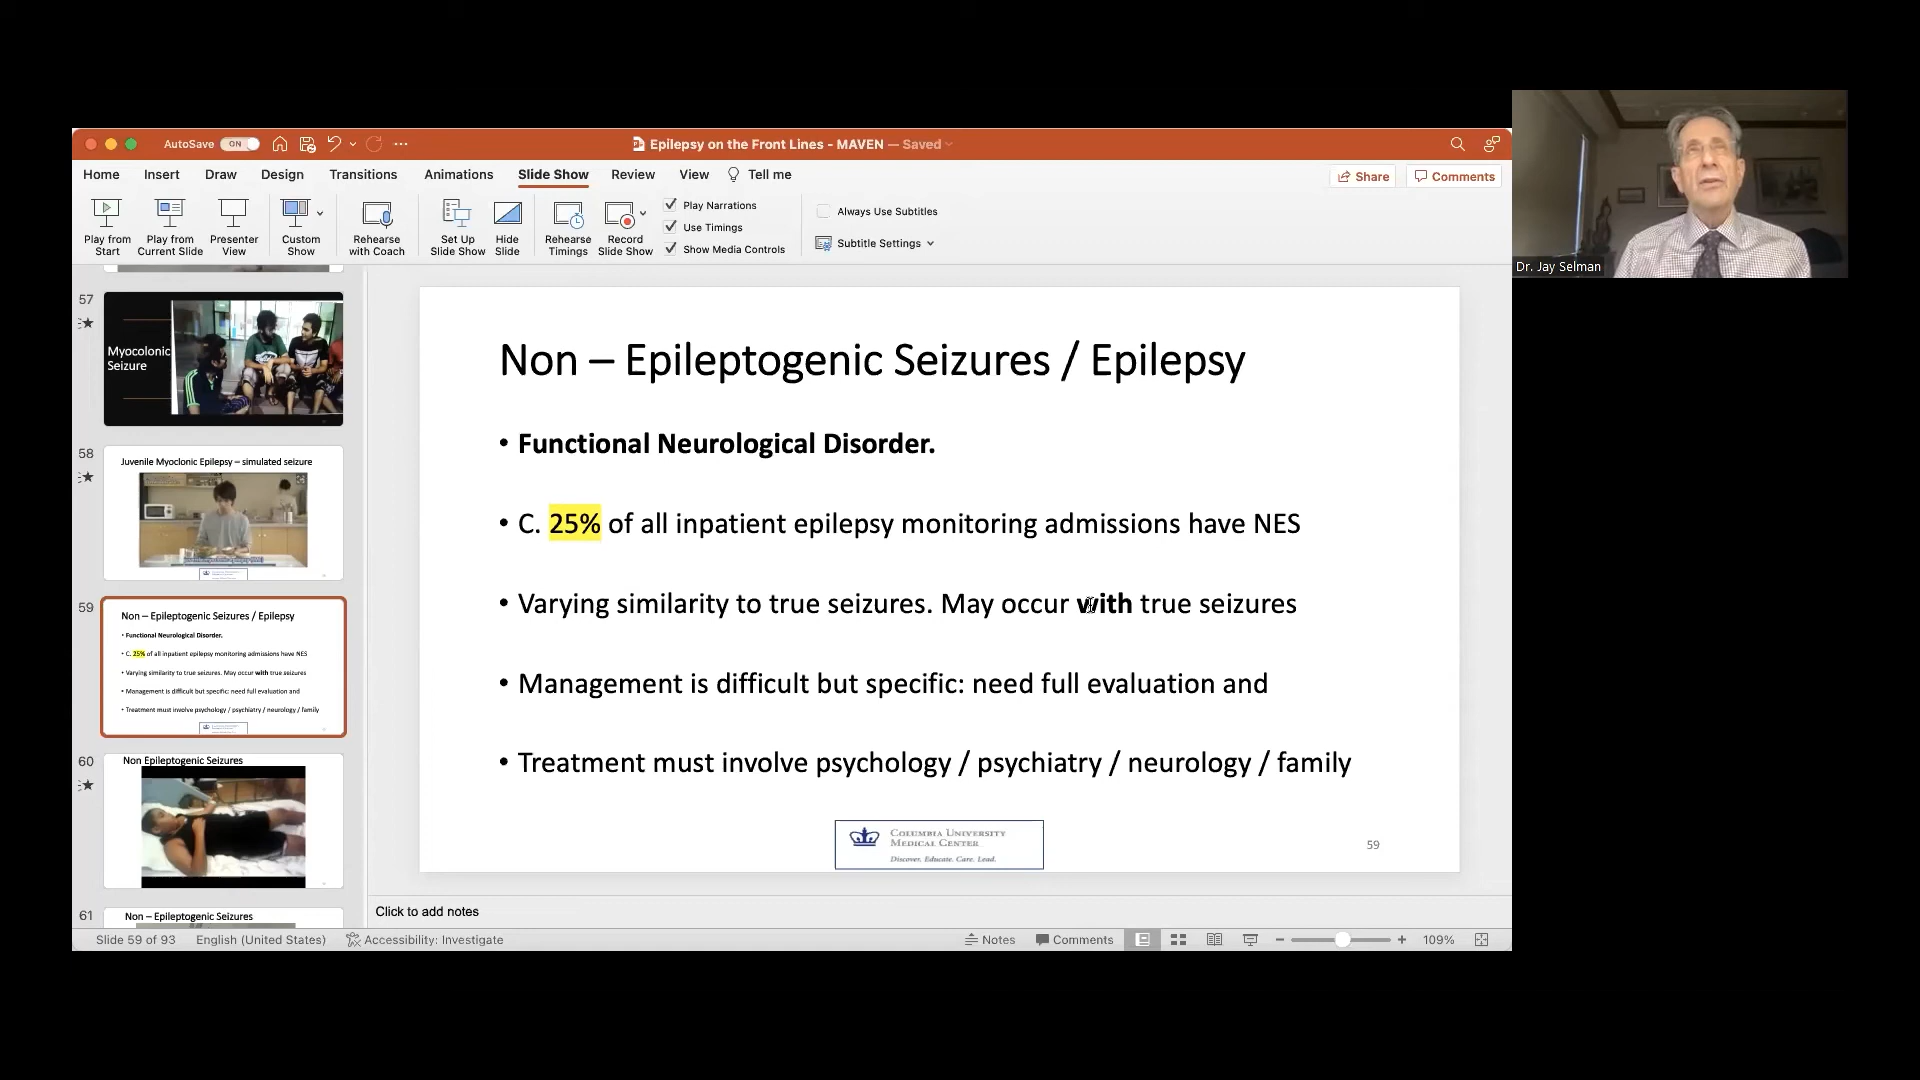 AutoSave ON
Epilepsy on the Front Lines - MAVEN — Saved
Home Insert Draw Design Transitions Animations Slide Show Review View Tell me
Share Comments
Play from Start
Play from Current Slide
Presenter View
Custom Show
Rehearse with Coach
Set Up Slide Show
Hide Slide
Rehearse Timings
Record Slide Show
Play Narrations
Use Timings
Show Media Controls
Always Use Subtitles
Subtitle Settings
Dr. Jay Selman
57
Myocolonic
Seizure
58
Juvenile Myoclonic Epilepsy – simulated seizure
59
Non – Epileptogenic Seizures / Epilepsy
• Functional Neurological Disorder.
• C. 25% of all inpatient epilepsy monitoring admissions have NES
• Varying similarity to true seizures. May occur with true seizures
• Management is difficult but specific: need full evaluation and
• Treatment must involve psychology / psychiatry / neurology / family
60
Non Epileptogenic Seizures
61
Non – Epileptogenic Seizures
Non – Epileptogenic Seizures / Epilepsy
• Functional Neurological Disorder.
• C. 25% of all inpatient epilepsy monitoring admissions have NES
• Varying similarity to true seizures. May occur with true seizures
• Management is difficult but specific: need full evaluation and
• Treatment must involve psychology / psychiatry / neurology / family
COLUMBIA UNIVERSITY
MEDICAL CENTER
Discover. Educate. Care. Lead.
59
Click to add notes
Slide 59 of 93 English (United States) Accessibility: Investigate
Notes Comments 109%